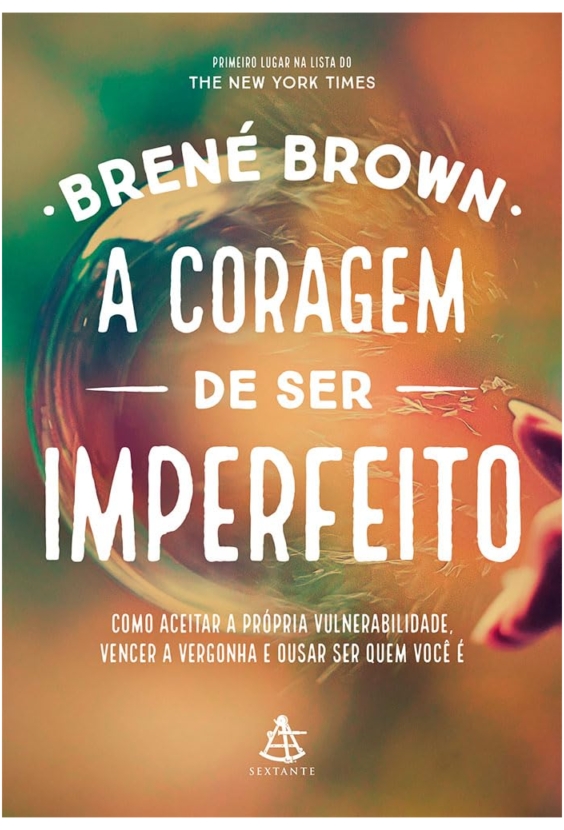 PRIMEIRO LUGAR NA LISTA DO
THE NEW YORK TIMES
·BRENÉ BROWN·
A CORAGEM
DE SER
IMPERFEITO
COMO ACEITAR A PRÓPRIA VULNERABILIDADE,
VENCER A VERGONHA E OUSAR SER QUEM VOCÊ É
SEXTANTE